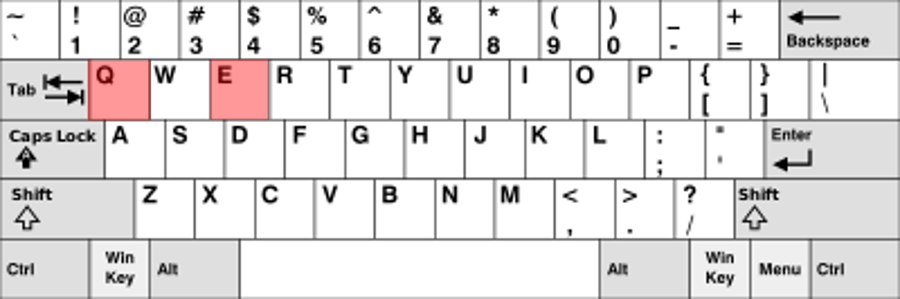 ~ ! @ # $ % ^ & * ( ) _ +
` 1 2 3 4 5 6 7 8 9 0 - = Backspace
Tab Q W E R T Y U I O P { } |
[ ] \
Caps Lock A S D F G H J K L : " Enter
; '
Shift Z X C V B N M < > ? Shift
, . /
Ctrl Win Key Alt Alt Win Key Menu Ctrl